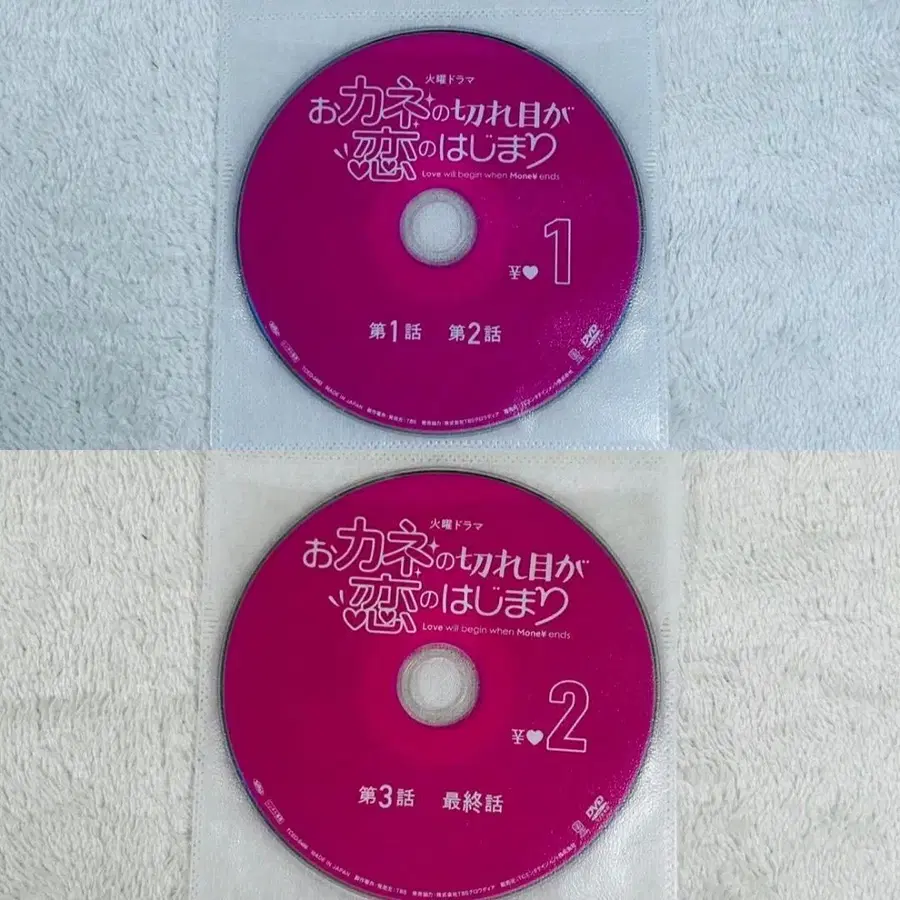 火曜ドラマ
おカネの切れ目が
恋のはじまり
Love will begin when Mone¥ ends
¥♥1
第1話 第2話
DVD
MADE IN JAPAN
火曜ドラマ
おカネの切れ目が
恋のはじまり
Love will begin when Mone¥ ends
¥♥2
第3話 最終話
DVD
MADE IN JAPAN